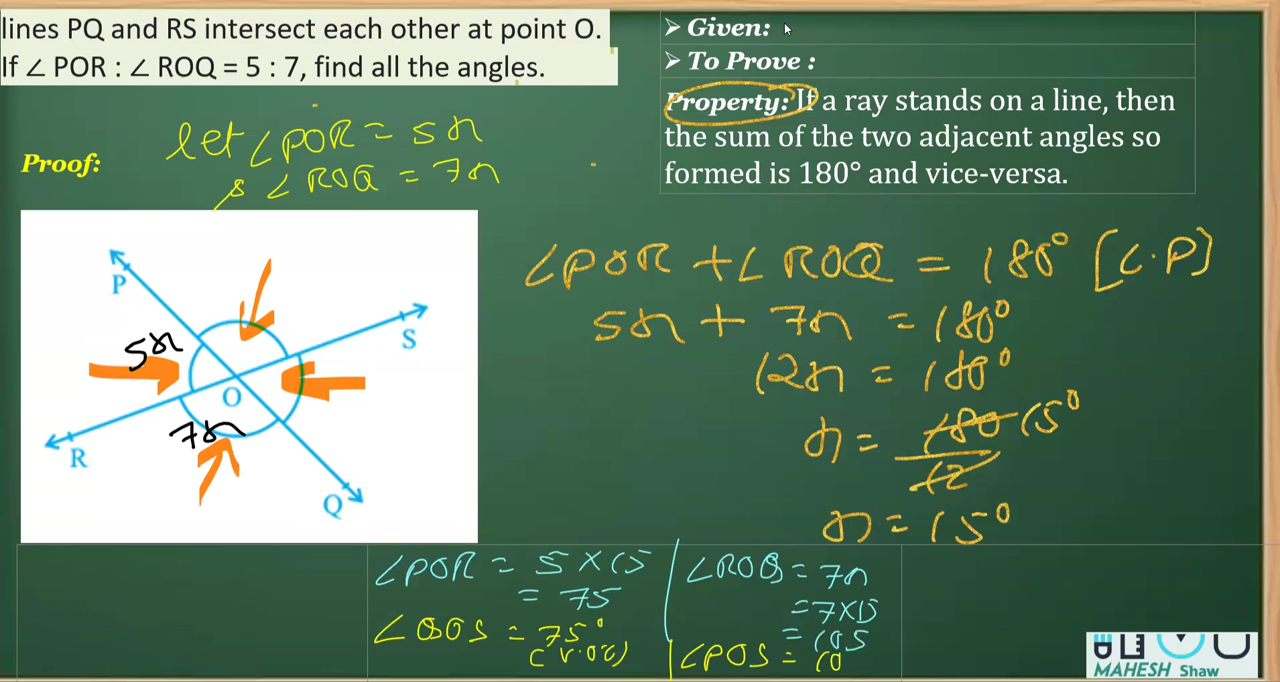 lines PQ and RS intersect each other at point O.
If ∠ POR : ∠ ROQ = 5 : 7, find all the angles.
➢ Given:
➢ To Prove :
Property: If a ray stands on a line, then
the sum of the two adjacent angles so
formed is 180° and vice-versa.
Proof:
let ∠POR = 5x
& ∠ROQ = 7x
P
S
5x
O
7x
R
Q
∠POR + ∠ROQ = 180° [L.P]
5x + 7x = 180°
12x = 180°
x = 180/12 15°
x = 15°
∠POR = 5 × 15
= 75
∠QOS = 75°
(V.O.L)
∠ROQ = 7x
= 7×15
= 105
∠POS = 10
MAHESH Shaw